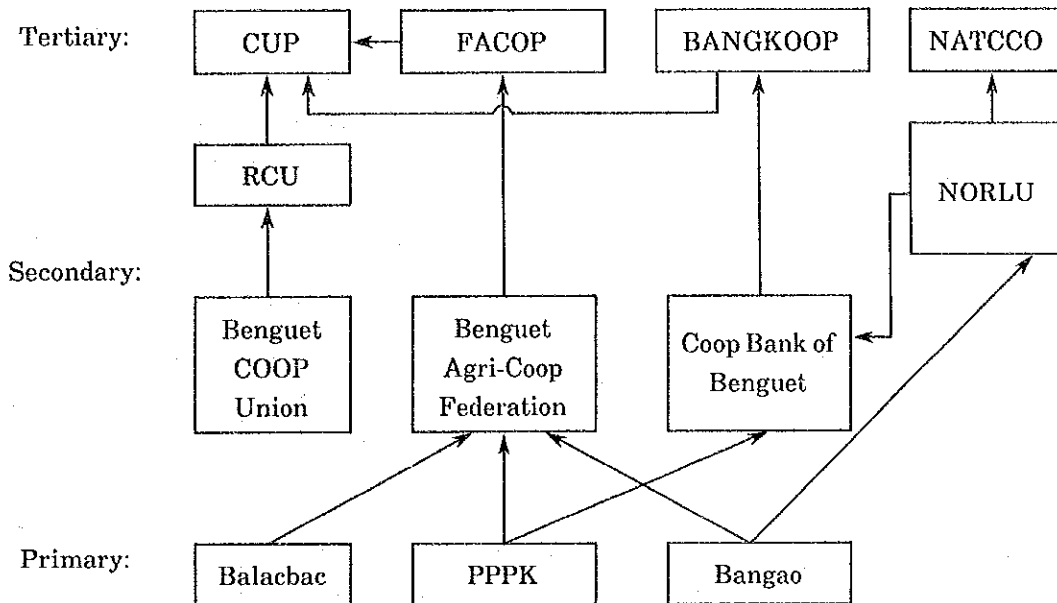 Tertiary: CUP FACOP BANGKOOP NATCCO
RCU
NORLU
Secondary:
Benguet
COOP
Union
Benguet
Agri-Coop
Federation
Coop Bank of
Benguet
Primary: Balacbac PPPK Bangao